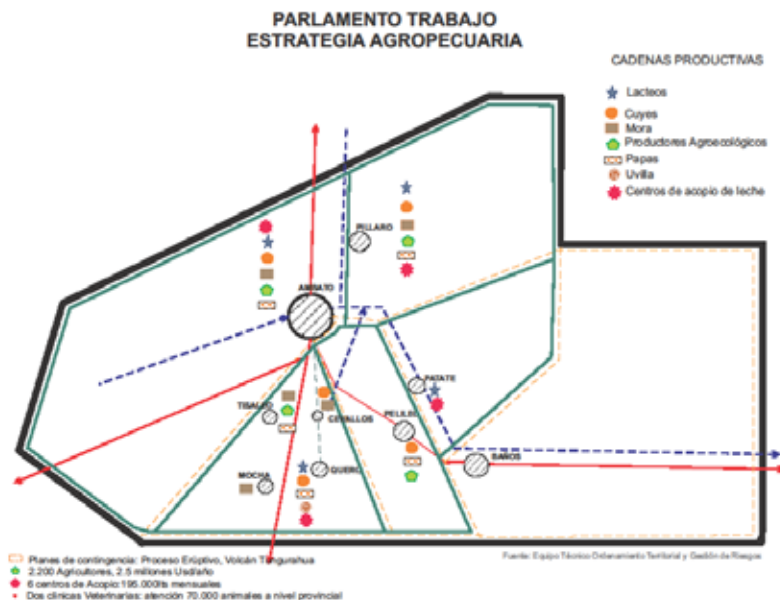 PARLAMENTO TRABAJO
ESTRATEGIA AGROPECUARIA
CADENAS PRODUCTIVAS
Lacteos
Cuyes
Mora
Productores Agroecológicos
Papas
Uvilla
Centros de acopio de leche
PILLARO
AMBATO
PATATE
TISALEO
CEVALLOS
PELILEO
BAÑOS
MOCHA
QUERO
Fuente: Equipo Técnico Ordenamiento Territorial y Gestión de Riesgos
Planes de contingencia: Proceso Erúptivo, Volcán Tungurahua
2.200 Agricultores, 2.5 millones Usd/año
6 centros de Acopio:195.000lts mensuales
Dos clínicas Veterinarias: atención 70.000 animales a nivel provincial